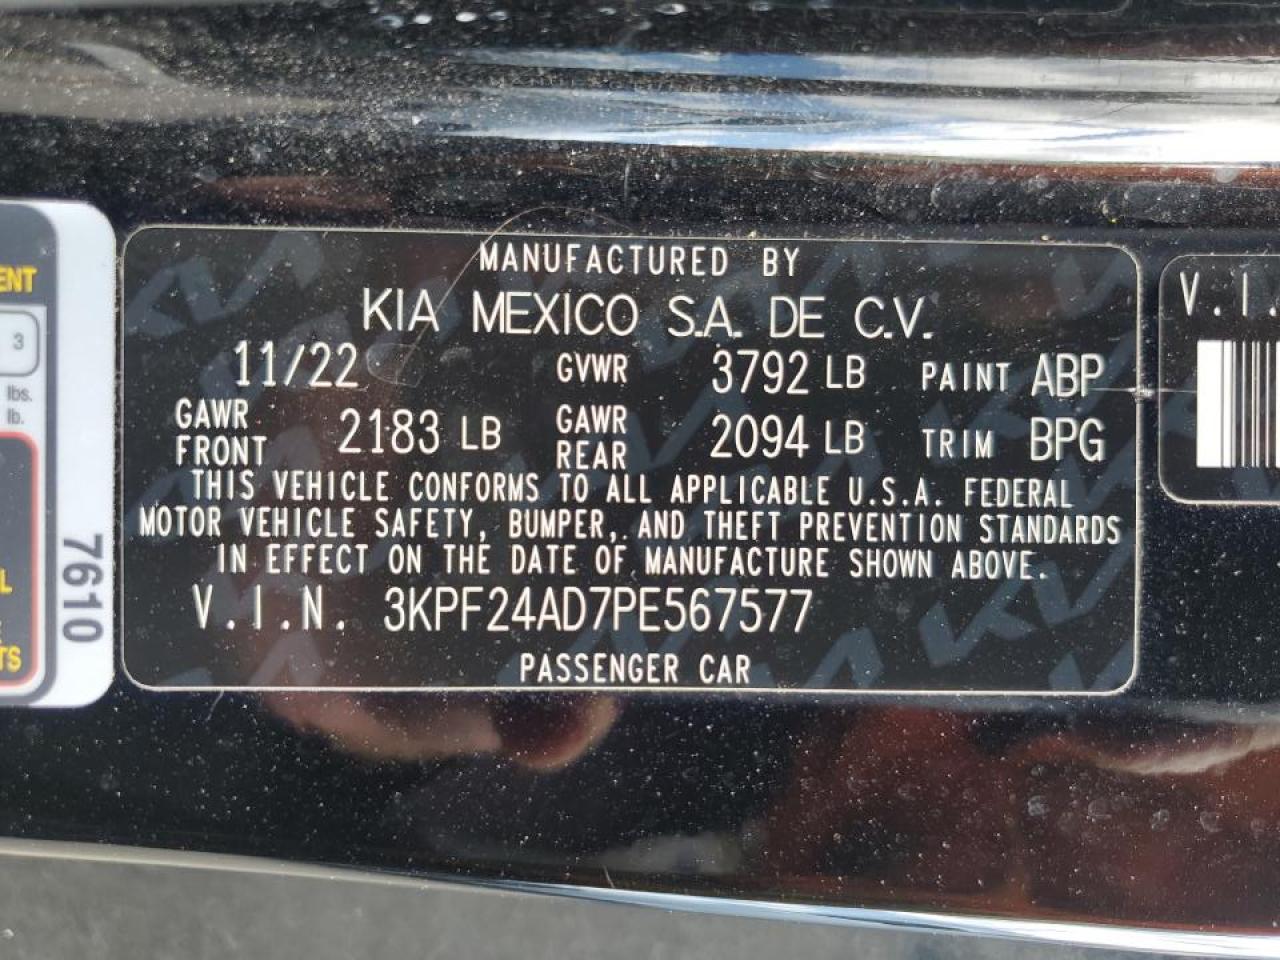 MANUFACTURED BY
KIA MEXICO S.A. DE C.V.
11/22 GVWR 3792 LB PAINT ABP
GAWR FRONT 2183 LB GAWR REAR 2094 LB TRIM BPG
THIS VEHICLE CONFORMS TO ALL APPLICABLE U.S.A. FEDERAL
MOTOR VEHICLE SAFETY, BUMPER, AND THEFT PREVENTION STANDARDS
IN EFFECT ON THE DATE OF MANUFACTURE SHOWN ABOVE.
V.I.N. 3KPF24AD7PE567577
PASSENGER CAR
7610
3
lbs.
lb.
V.I.